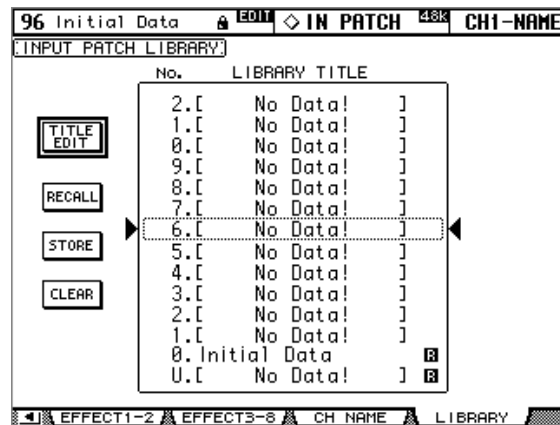 96 Initial Data EDIT ◇ IN PATCH 48K CH1-NAME
INPUT PATCH LIBRARY
No. LIBRARY TITLE
2.[ No Data! ]
1.[ No Data! ]
0.[ No Data! ]
9.[ No Data! ]
8.[ No Data! ]
7.[ No Data! ]
6.[ No Data! ]
5.[ No Data! ]
4.[ No Data! ]
3.[ No Data! ]
2.[ No Data! ]
1.[ No Data! ]
0. Initial Data R
U.[ No Data! ] R
TITLE
EDIT
RECALL
STORE
CLEAR
EFFECT1-2 EFFECT3-8 CH NAME LIBRARY